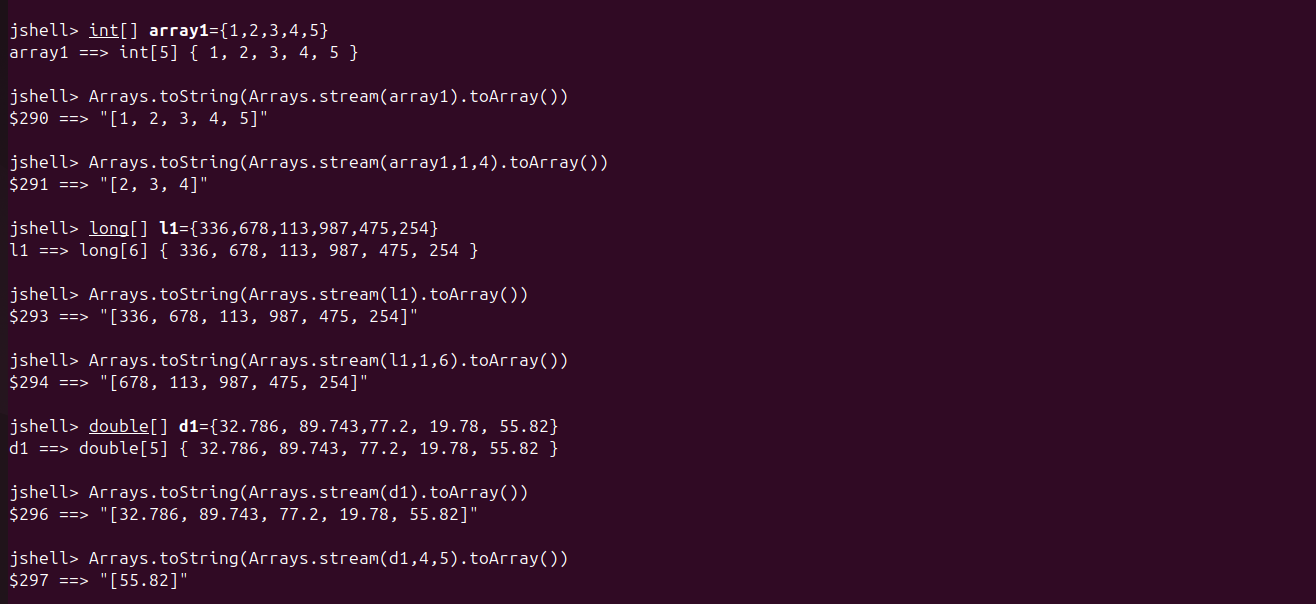 jshell> int[] array1={1,2,3,4,5}
array1 ==> int[5] { 1, 2, 3, 4, 5 }
jshell> Arrays.toString(Arrays.stream(array1).toArray())
$290 ==> "[1, 2, 3, 4, 5]"
jshell> Arrays.toString(Arrays.stream(array1,1,4).toArray())
$291 ==> "[2, 3, 4]"
jshell> long[] l1={336,678,113,987,475,254}
l1 ==> long[6] { 336, 678, 113, 987, 475, 254 }
jshell> Arrays.toString(Arrays.stream(l1).toArray())
$293 ==> "[336, 678, 113, 987, 475, 254]"
jshell> Arrays.toString(Arrays.stream(l1,1,6).toArray())
$294 ==> "[678, 113, 987, 475, 254]"
jshell> double[] d1={32.786, 89.743,77.2, 19.78, 55.82}
d1 ==> double[5] { 32.786, 89.743, 77.2, 19.78, 55.82 }
jshell> Arrays.toString(Arrays.stream(d1).toArray())
$296 ==> "[32.786, 89.743, 77.2, 19.78, 55.82]"
jshell> Arrays.toString(Arrays.stream(d1,4,5).toArray())
$297 ==> "[55.82]"